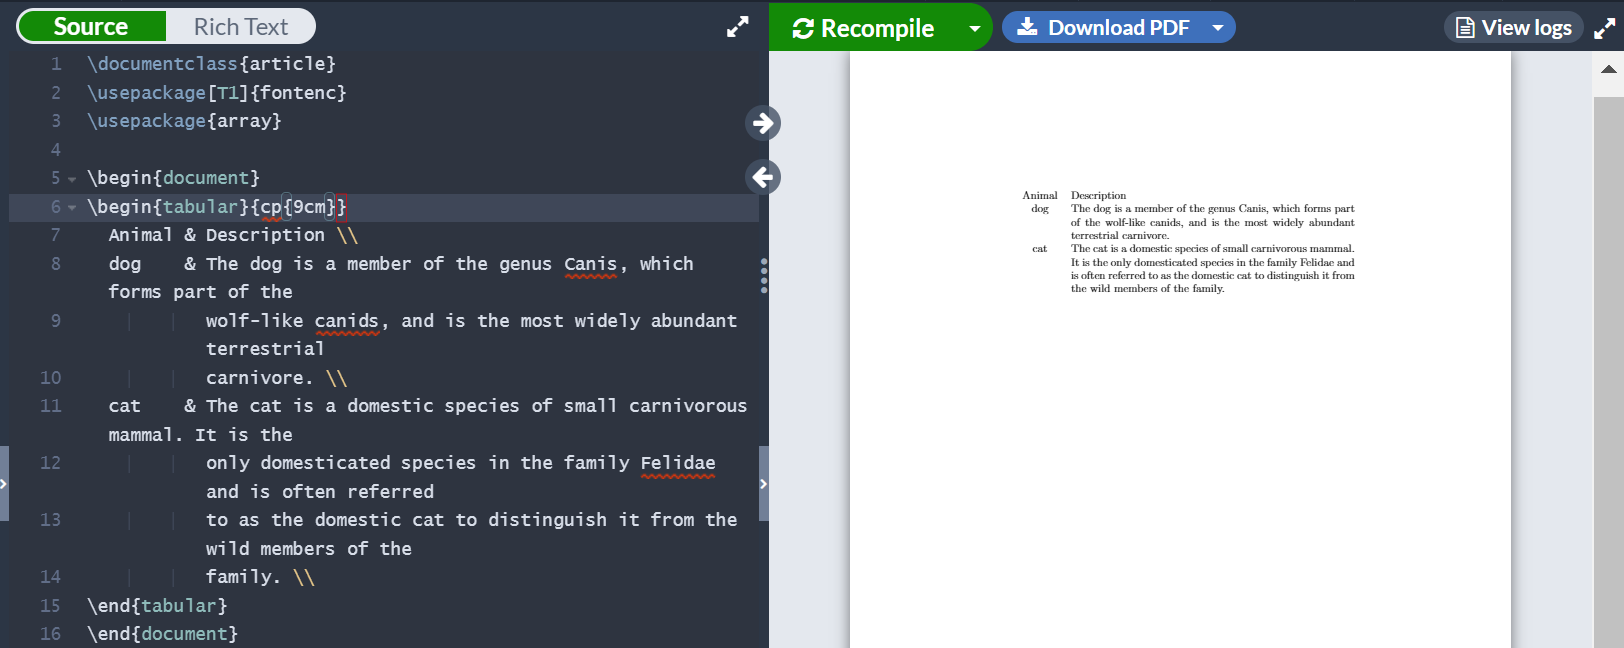 Source Rich Text
Recompile Download PDF View logs
1 \documentclass{article}
2 \usepackage[T1]{fontenc}
3 \usepackage{array}
4
5 \begin{document}
6 \begin{tabular}{cp{9cm}}
7 Animal & Description \\
8 dog & The dog is a member of the genus Canis, which
forms part of the
9 wolf-like canids, and is the most widely abundant
terrestrial
10 carnivore. \\
11 cat & The cat is a domestic species of small carnivorous
mammal. It is the
12 only domesticated species in the family Felidae
and is often referred
13 to as the domestic cat to distinguish it from the
wild members of the
14 family. \\
15 \end{tabular}
16 \end{document}
Animal Description
dog The dog is a member of the genus Canis, which forms part
of the wolf-like canids, and is the most widely abundant
terrestrial carnivore.
cat The cat is a domestic species of small carnivorous mammal.
It is the only domesticated species in the family Felidae and
is often referred to as the domestic cat to distinguish it from
the wild members of the family.